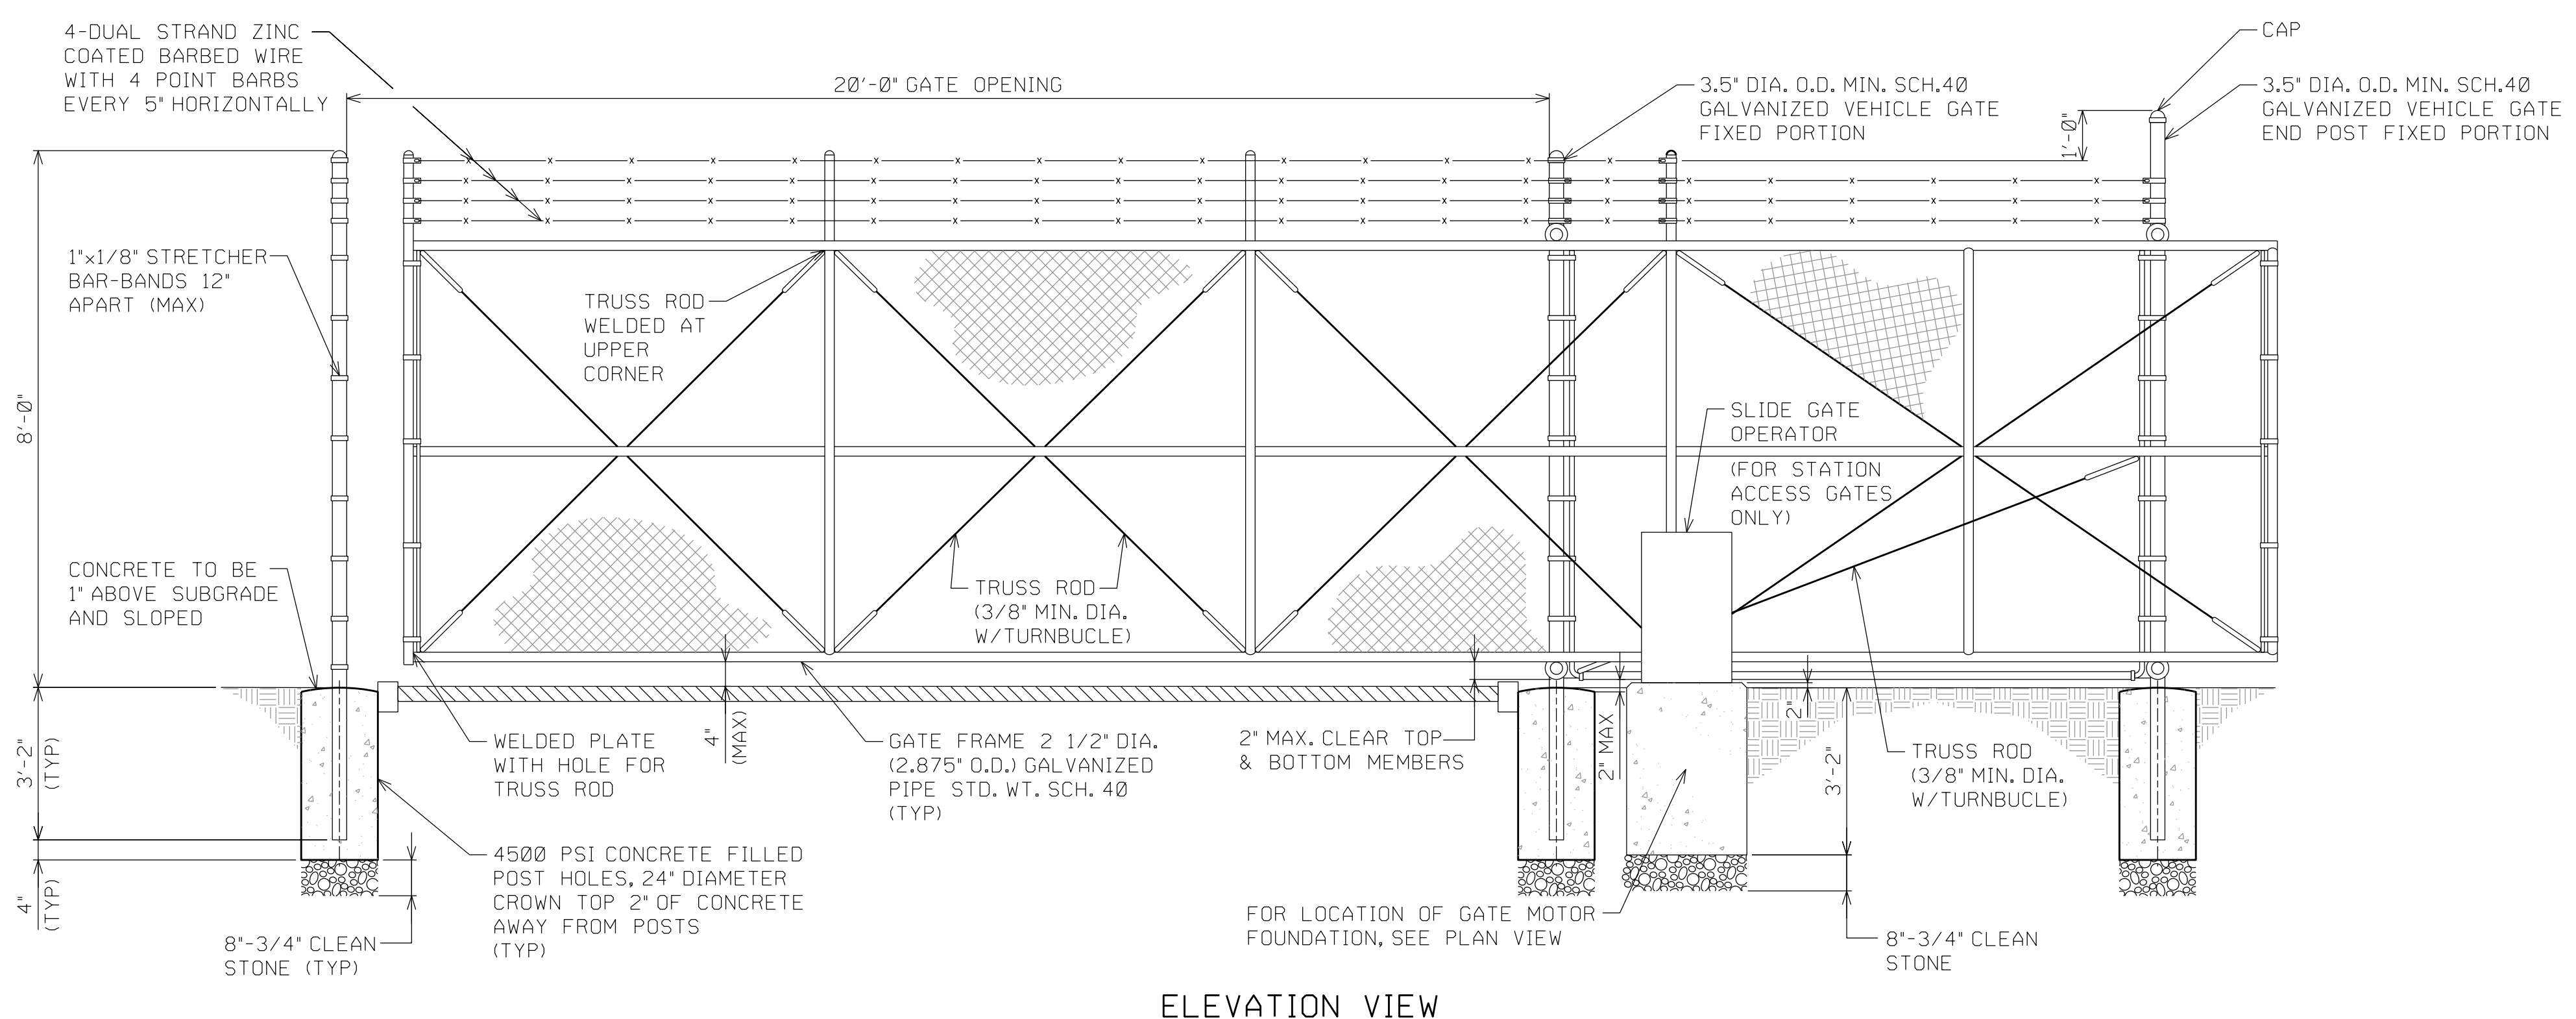 4-DUAL STRAND ZINC
COATED BARBED WIRE
WITH 4 POINT BARBS
EVERY 5" HORIZONTALLY
20'-0" GATE OPENING
3.5" DIA. O.D. MIN. SCH.40
GALVANIZED VEHICLE GATE
FIXED PORTION
CAP
3.5" DIA. O.D. MIN. SCH.40
GALVANIZED VEHICLE GATE
END POST FIXED PORTION
1'-0"
8'-0"
1"x1/8" STRETCHER
BAR-BANDS 12"
APART (MAX)
TRUSS ROD
WELDED AT
UPPER
CORNER
SLIDE GATE
OPERATOR
(FOR STATION
ACCESS GATES
ONLY)
CONCRETE TO BE
1" ABOVE SUBGRADE
AND SLOPED
TRUSS ROD
(3/8" MIN. DIA.
W/TURNBUCLE)
3'-2"
(TYP)
4"
(TYP)
WELDED PLATE
WITH HOLE FOR
TRUSS ROD
4"
(MAX)
GATE FRAME 2 1/2" DIA.
(2.875" O.D.) GALVANIZED
PIPE STD. WT. SCH. 40
(TYP)
2" MAX. CLEAR TOP
& BOTTOM MEMBERS
2" MAX
2"
3'-2"
TRUSS ROD
(3/8" MIN. DIA.
W/TURNBUCLE)
4500 PSI CONCRETE FILLED
POST HOLES, 24" DIAMETER
CROWN TOP 2" OF CONCRETE
AWAY FROM POSTS
(TYP)
8"-3/4" CLEAN
STONE (TYP)
FOR LOCATION OF GATE MOTOR
FOUNDATION, SEE PLAN VIEW
8"-3/4" CLEAN
STONE
ELEVATION VIEW